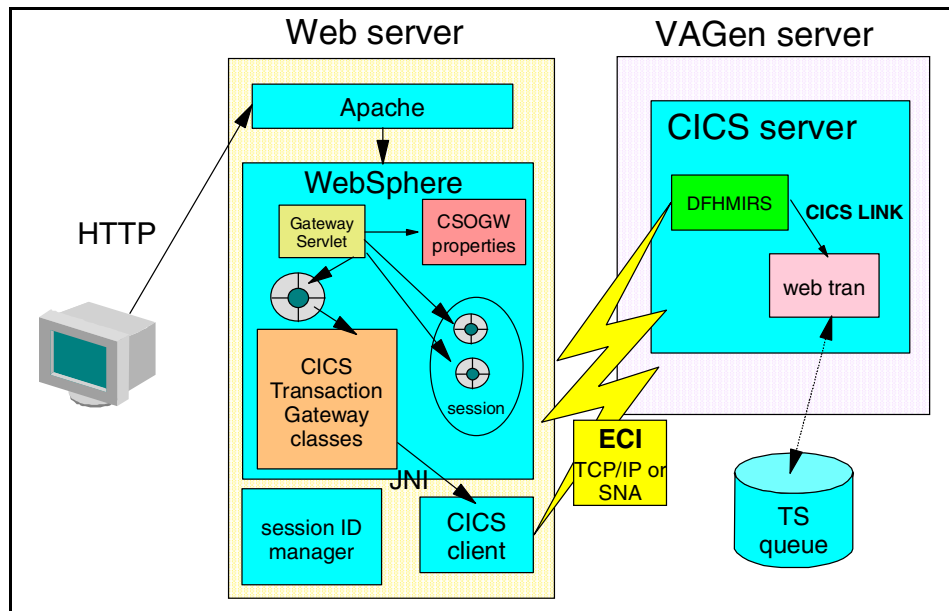 Web server
VAGen server
Apache
CICS server
WebSphere
DFHMIRS
CICS LINK
HTTP
Gateway
Servlet
CSOGW
properties
web tran
CICS
Transaction
Gateway
classes
session
ECI
TCP/IP or
SNA
JNI
session ID
manager
CICS
client
TS
queue